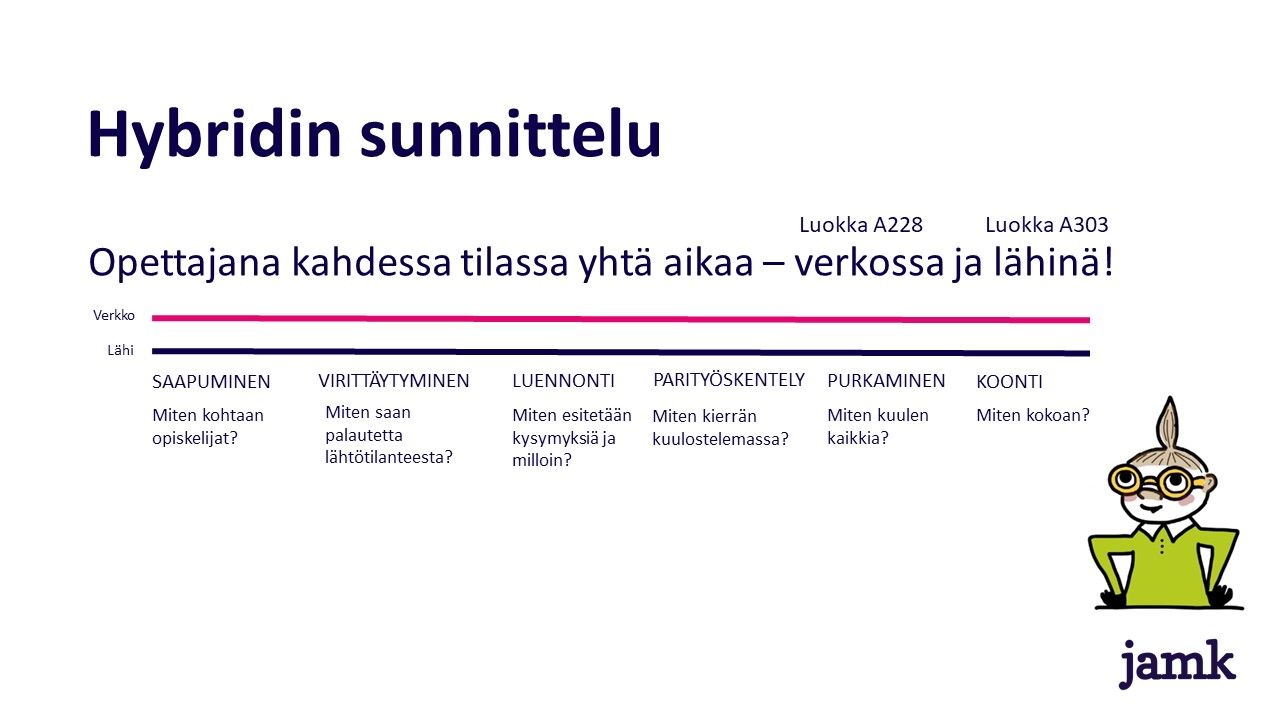 Hybridin sunnittelu
Luokka A228
Luokka A303
Opettajana kahdessa tilassa yhtä aikaa – verkossa ja lähinä!
Verkko
Lähi
SAAPUMINEN
Miten kohtaan
opiskelijat?
VIRITTÄYTYMINEN
Miten saan
palautetta
lähtötilanteesta?
LUENNONTI
Miten esitetään
kysymyksiä ja
milloin?
PARITYÖSKENTELY
Miten kierrän
kuulostelemassa?
PURKAMINEN
Miten kuulen
kaikkia?
KOONTI
Miten kokoan?
jamk